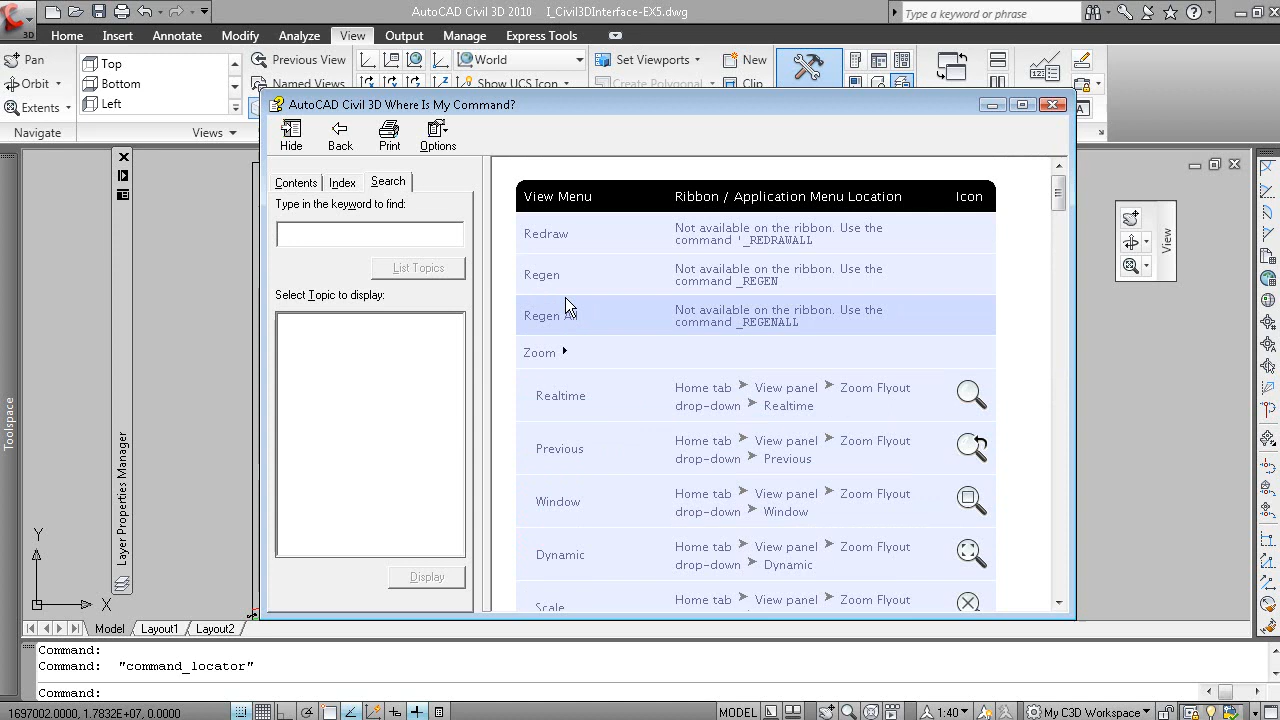 AutoCAD Civil 3D 2010 I_Civil3DInterface-EX5.dwg
Type a keyword or phrase
3D
Home Insert Annotate Modify Analyze View Output Manage Express Tools
Pan
Orbit
Extents
Navigate
Top
Bottom
Left
Views
Previous View
Named Views
World
Show UCS Icon
Set Viewports
Create Polygonal
New
Clip
AutoCAD Civil 3D Where Is My Command?
Hide Back Print Options
Contents Index Search
Type in the keyword to find:
List Topics
Select Topic to display:
Display
View Menu Ribbon / Application Menu Location Icon
Redraw Not available on the ribbon. Use the
command '_REDRAWALL
Regen Not available on the ribbon. Use the
command _REGEN
Regen A Not available on the ribbon. Use the
command _REGENALL
Zoom
Realtime Home tab View panel Zoom Flyout
drop-down Realtime
Previous Home tab View panel Zoom Flyout
drop-down Previous
Window Home tab View panel Zoom Flyout
drop-down Window
Dynamic Home tab View panel Zoom Flyout
drop-down Dynamic
Scale Home tab View panel Zoom Flyout
View
Toolspace
Layer Properties Manager
Y
X
Model Layout1 Layout2
Command:
Command: "command_locator"
Command:
1697002.0000, 1.7832E+07, 0.0000
MODEL
1:40
My C3D Workspace